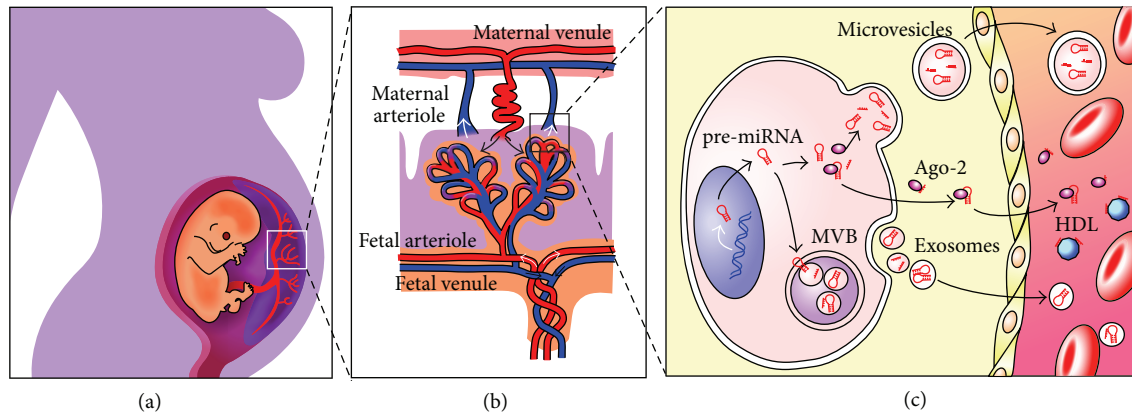 Maternal venule
Maternal
arteriole
Fetal arteriole
Fetal venule
Microvesicles
pre-miRNA
Ago-2
MVB
HDL
Exosomes
(a)
(b)
(c)